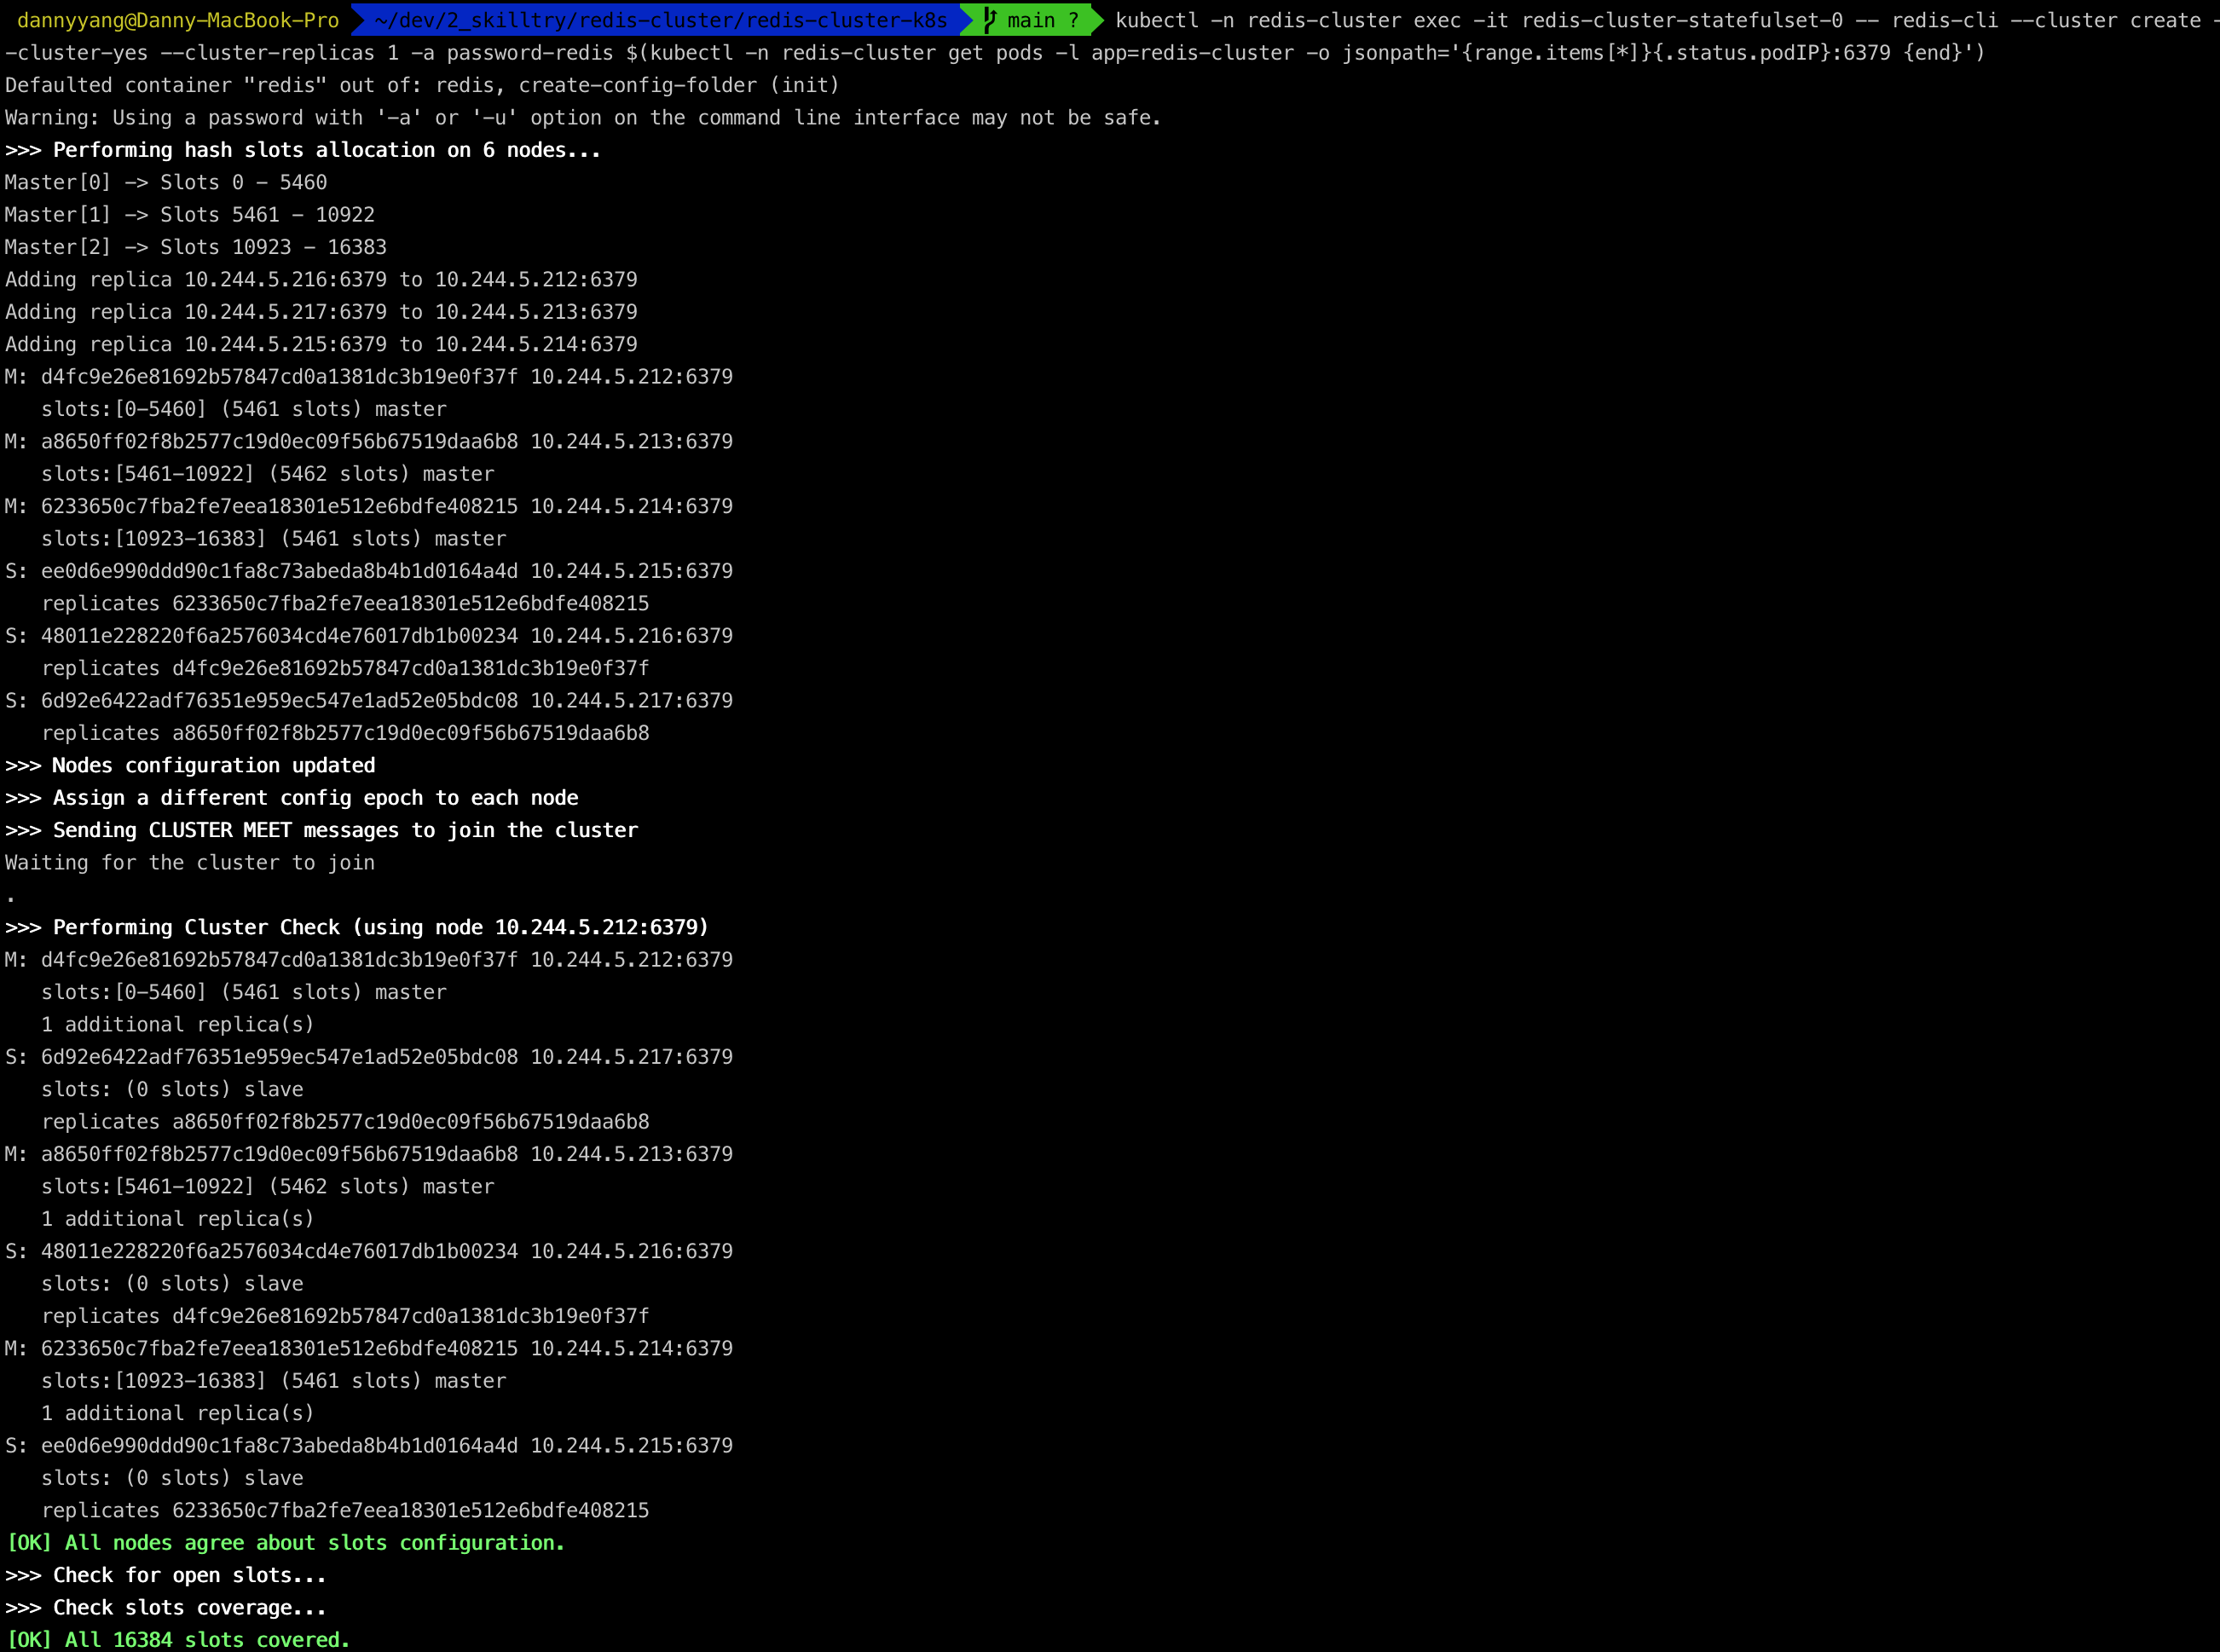 dannyyang@Danny-MacBook-Pro ~/dev/2_skilltry/redis-cluster/redis-cluster-k8s main ? kubectl -n redis-cluster exec -it redis-cluster-statefulset-0 -- redis-cli --cluster create -
-cluster-yes --cluster-replicas 1 -a password-redis $(kubectl -n redis-cluster get pods -l app=redis-cluster -o jsonpath='{range.items[*]}{.status.podIP}:6379 {end}')
Defaulted container "redis" out of: redis, create-config-folder (init)
Warning: Using a password with '-a' or '-u' option on the command line interface may not be safe.
>>> Performing hash slots allocation on 6 nodes...
Master[0] -> Slots 0 - 5460
Master[1] -> Slots 5461 - 10922
Master[2] -> Slots 10923 - 16383
Adding replica 10.244.5.216:6379 to 10.244.5.212:6379
Adding replica 10.244.5.217:6379 to 10.244.5.213:6379
Adding replica 10.244.5.215:6379 to 10.244.5.214:6379
M: d4fc9e26e81692b57847cd0a1381dc3b19e0f37f 10.244.5.212:6379
   slots:[0-5460] (5461 slots) master
M: a8650ff02f8b2577c19d0ec09f56b67519daa6b8 10.244.5.213:6379
   slots:[5461-10922] (5462 slots) master
M: 6233650c7fba2fe7eea18301e512e6bdfe408215 10.244.5.214:6379
   slots:[10923-16383] (5461 slots) master
S: ee0d6e990ddd90c1fa8c73abeda8b4b1d0164a4d 10.244.5.215:6379
   replicates 6233650c7fba2fe7eea18301e512e6bdfe408215
S: 48011e228220f6a2576034cd4e76017db1b00234 10.244.5.216:6379
   replicates d4fc9e26e81692b57847cd0a1381dc3b19e0f37f
S: 6d92e6422adf76351e959ec547e1ad52e05bdc08 10.244.5.217:6379
   replicates a8650ff02f8b2577c19d0ec09f56b67519daa6b8
>>> Nodes configuration updated
>>> Assign a different config epoch to each node
>>> Sending CLUSTER MEET messages to join the cluster
Waiting for the cluster to join
.
>>> Performing Cluster Check (using node 10.244.5.212:6379)
M: d4fc9e26e81692b57847cd0a1381dc3b19e0f37f 10.244.5.212:6379
   slots:[0-5460] (5461 slots) master
   1 additional replica(s)
S: 6d92e6422adf76351e959ec547e1ad52e05bdc08 10.244.5.217:6379
   slots: (0 slots) slave
   replicates a8650ff02f8b2577c19d0ec09f56b67519daa6b8
M: a8650ff02f8b2577c19d0ec09f56b67519daa6b8 10.244.5.213:6379
   slots:[5461-10922] (5462 slots) master
   1 additional replica(s)
S: 48011e228220f6a2576034cd4e76017db1b00234 10.244.5.216:6379
   slots: (0 slots) slave
   replicates d4fc9e26e81692b57847cd0a1381dc3b19e0f37f
M: 6233650c7fba2fe7eea18301e512e6bdfe408215 10.244.5.214:6379
   slots:[10923-16383] (5461 slots) master
   1 additional replica(s)
S: ee0d6e990ddd90c1fa8c73abeda8b4b1d0164a4d 10.244.5.215:6379
   slots: (0 slots) slave
   replicates 6233650c7fba2fe7eea18301e512e6bdfe408215
[OK] All nodes agree about slots configuration.
>>> Check for open slots...
>>> Check slots coverage...
[OK] All 16384 slots covered.